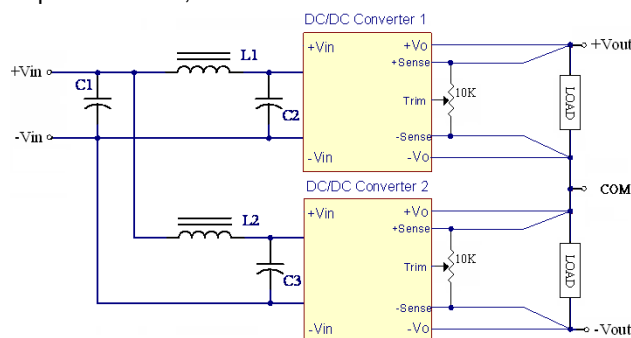 DC/DC Converter 1
+Vin
L1
+Vin
+Vo
+Vout
+Sense
C1
C2
Trim
10K
LOAD
-Vin
-Sense
-Vin
-Vo
COM
DC/DC Converter 2
L2
+Vin
+Vo
+Sense
C3
Trim
10K
LOAD
-Sense
-Vin
-Vo
-Vout